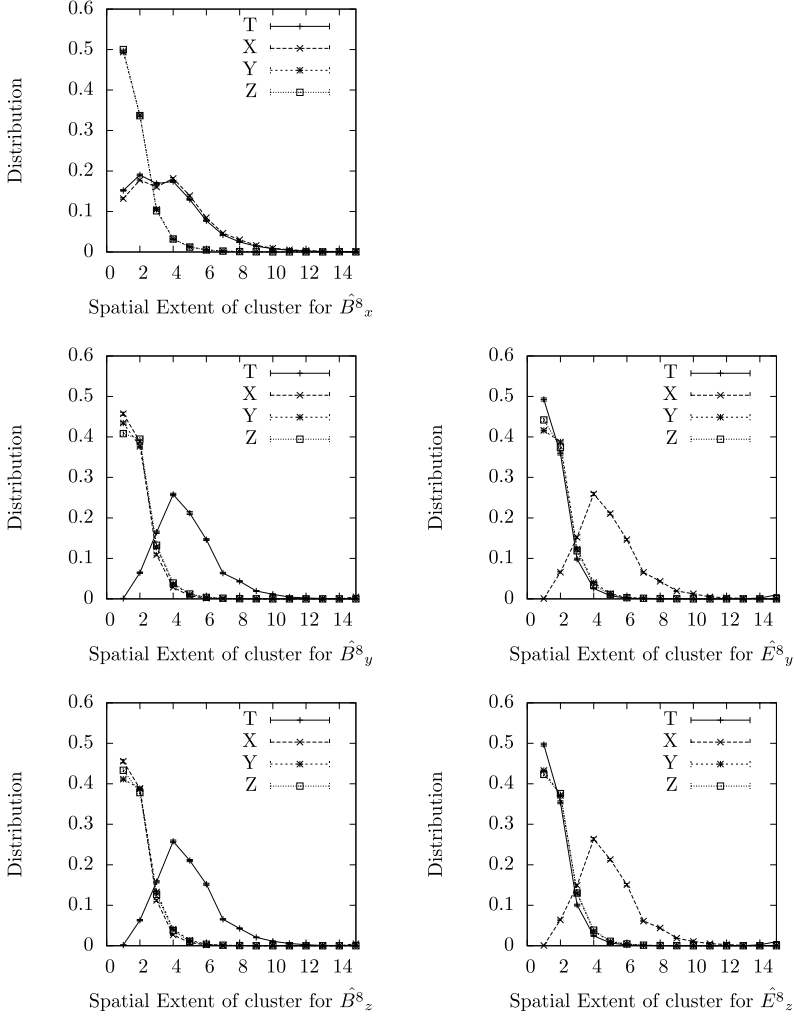 0.6
0.5
0.4
0.3
0.2
0.1
0
Distribution
T
X
Y
Z
0 2 4 6 8 10 12 14
Spatial Extent of cluster for B̂⁸ₓ
0.6
0.5
0.4
0.3
0.2
0.1
0
Distribution
T
X
Y
Z
0 2 4 6 8 10 12 14
Spatial Extent of cluster for B̂⁸_y
0.6
0.5
0.4
0.3
0.2
0.1
0
Distribution
T
X
Y
Z
0 2 4 6 8 10 12 14
Spatial Extent of cluster for Ê⁸_y
0.6
0.5
0.4
0.3
0.2
0.1
0
Distribution
T
X
Y
Z
0 2 4 6 8 10 12 14
Spatial Extent of cluster for B̂⁸_z
0.6
0.5
0.4
0.3
0.2
0.1
0
Distribution
T
X
Y
Z
0 2 4 6 8 10 12 14
Spatial Extent of cluster for Ê⁸_z